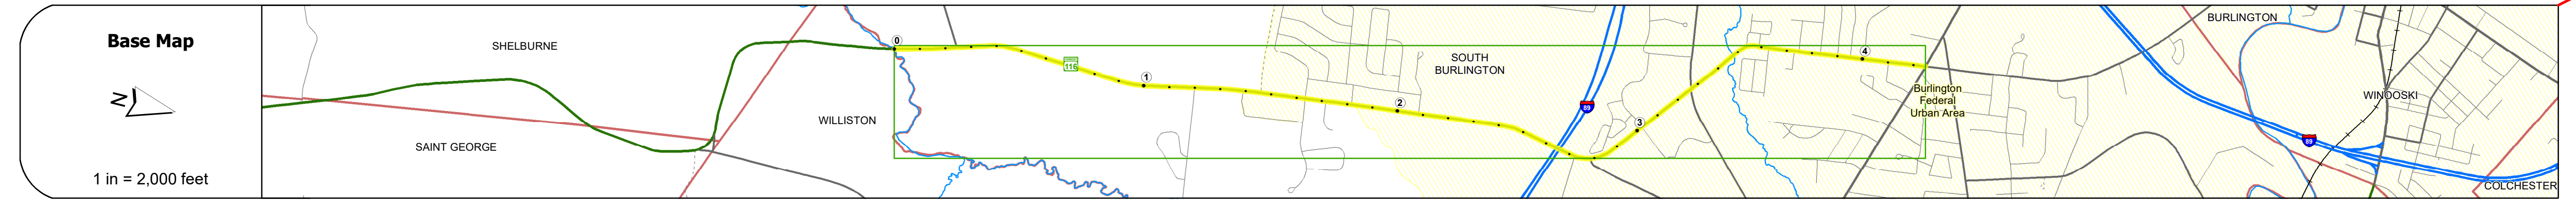 Base Map
N
1 in = 2,000 feet
SHELBURNE
SAINT GEORGE
WILLISTON
0
116
1
2
SOUTH
BURLINGTON
89
3
4
Burlington
Federal
Urban Area
BURLINGTON
WINOOSKI
89
COLCHESTER